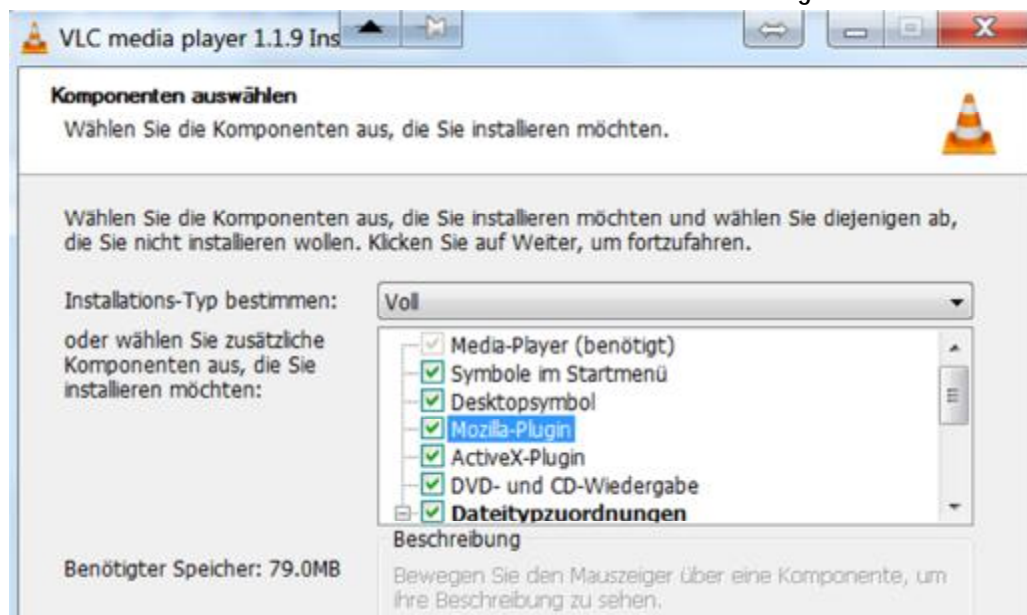 VLC media player 1.1.9 Ins
Komponenten auswählen
Wählen Sie die Komponenten aus, die Sie installieren möchten.
Wählen Sie die Komponenten aus, die Sie installieren möchten und wählen Sie diejenigen ab,
die Sie nicht installieren wollen. Klicken Sie auf Weiter, um fortzufahren.
Installations-Typ bestimmen:
Voll
oder wählen Sie zusätzliche
Komponenten aus, die Sie
installieren möchten:
Media-Player (benötigt)
Symbole im Startmenü
Desktopsymbol
Mozilla-Plugin
ActiveX-Plugin
DVD- und CD-Wiedergabe
Dateitypzuordnungen
Benötigter Speicher: 79.0MB
Beschreibung
Bewegen Sie den Mauszeiger über eine Komponente, um
ihre Beschreibung zu sehen.